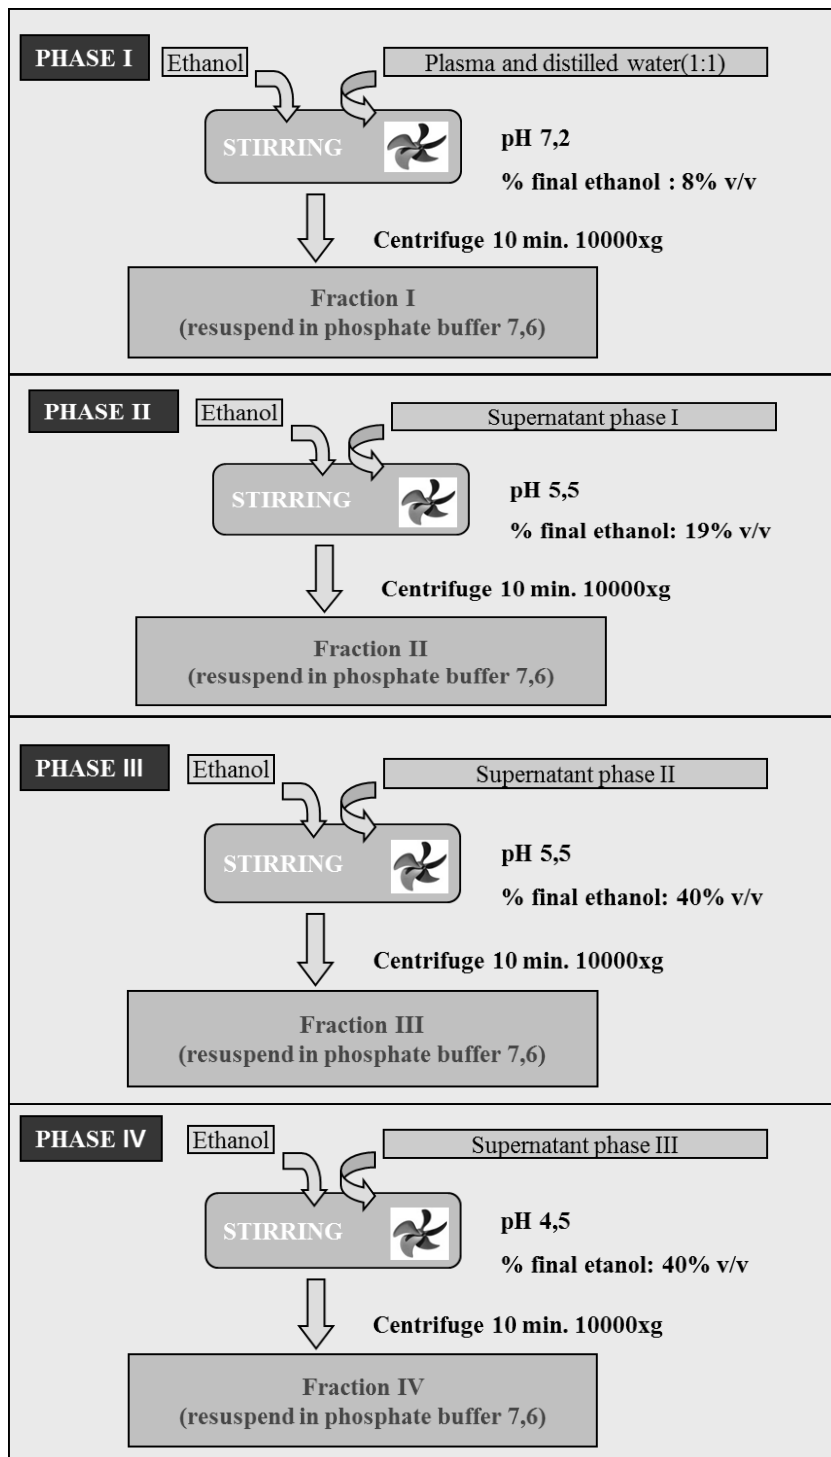 PHASE I
Ethanol
Plasma and distilled water(1:1)
STIRRING
pH 7,2
% final ethanol : 8% v/v
Centrifuge 10 min. 10000xg
Fraction I
(resuspend in phosphate buffer 7,6)
PHASE II
Ethanol
Supernatant phase I
STIRRING
pH 5,5
% final ethanol: 19% v/v
Centrifuge 10 min. 10000xg
Fraction II
(resuspend in phosphate buffer 7,6)
PHASE III
Ethanol
Supernatant phase II
STIRRING
pH 5,5
% final ethanol: 40% v/v
Centrifuge 10 min. 10000xg
Fraction III
(resuspend in phosphate buffer 7,6)
PHASE IV
Ethanol
Supernatant phase III
STIRRING
pH 4,5
% final etanol: 40% v/v
Centrifuge 10 min. 10000xg
Fraction IV
(resuspend in phosphate buffer 7,6)